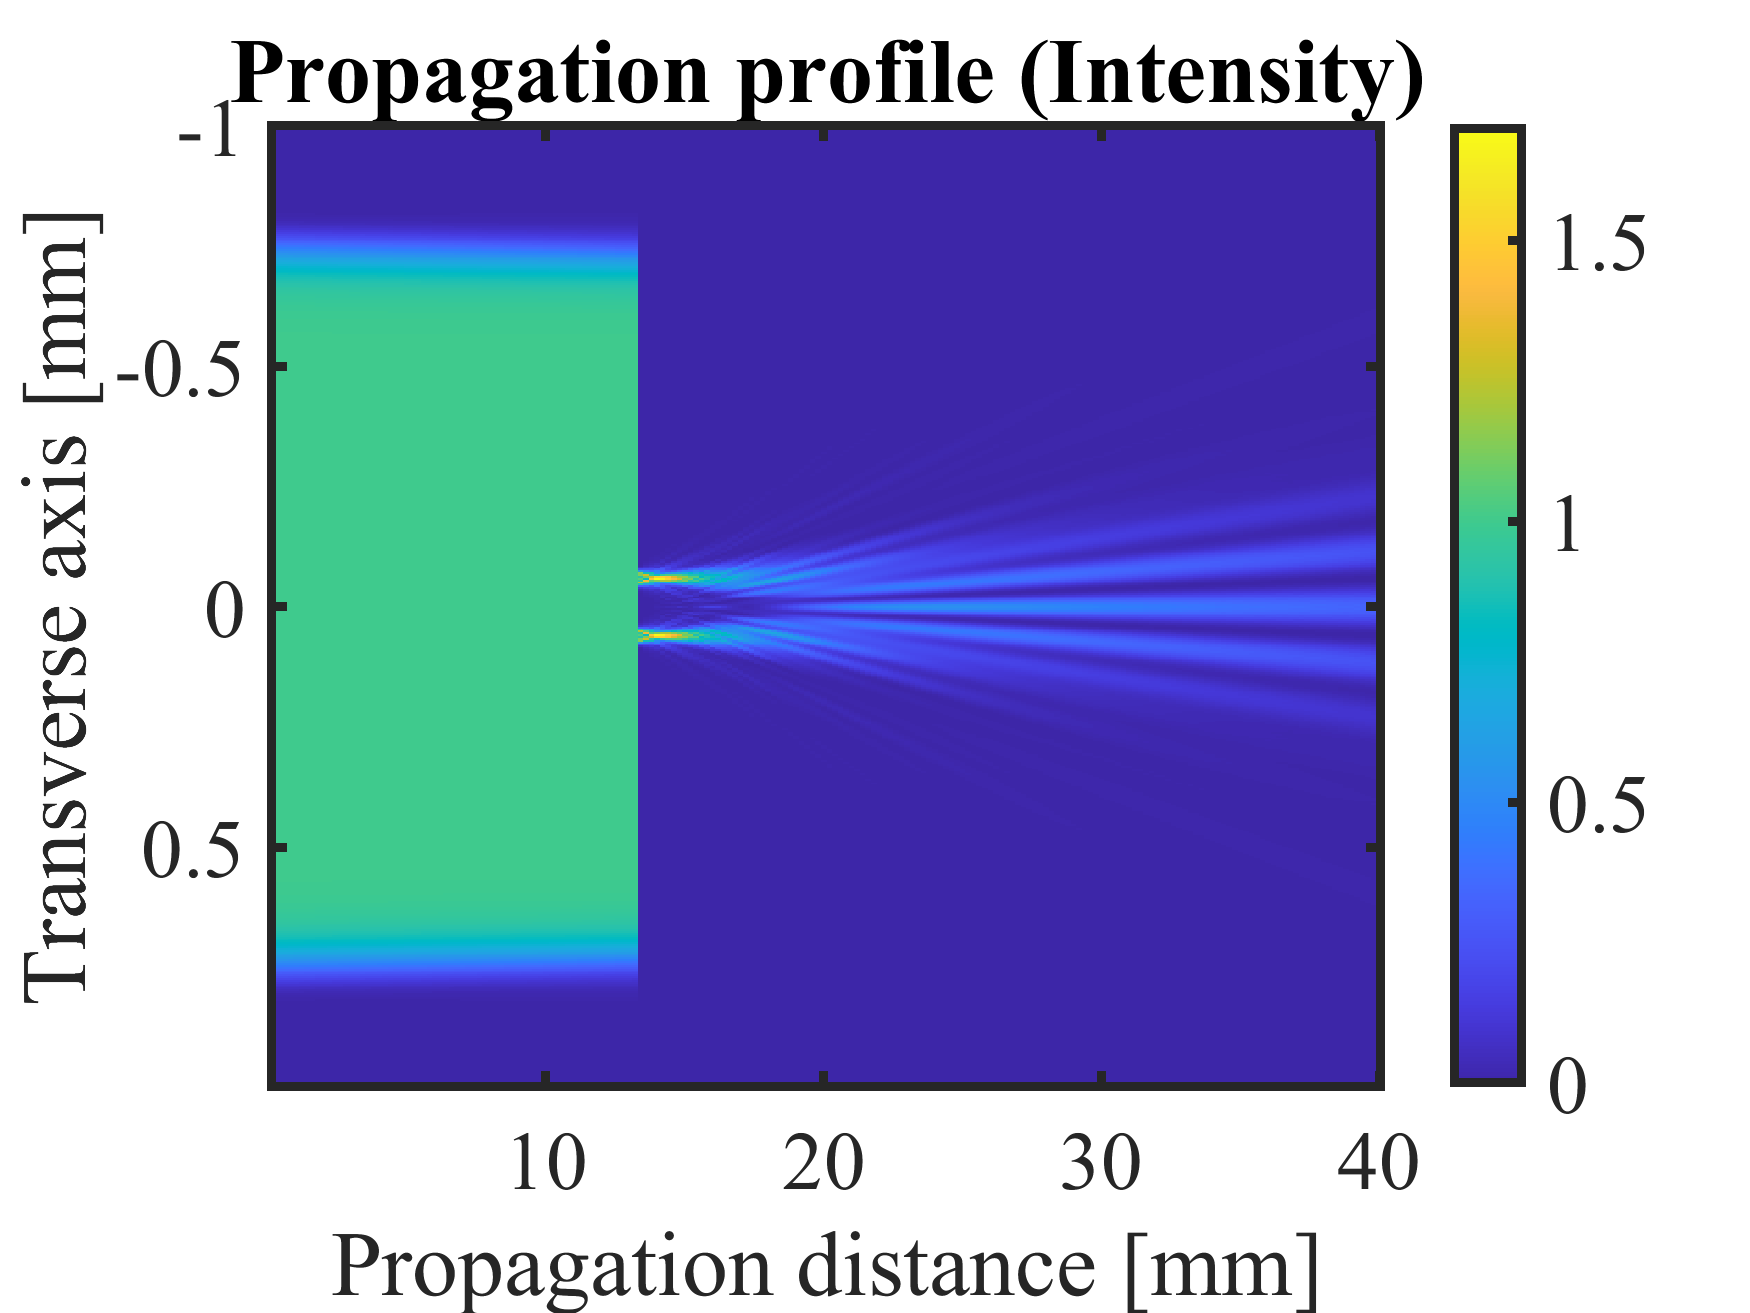 Propagation profile (Intensity)
-1
-0.5
0
0.5
Transverse axis [mm]
10 20 30 40
Propagation distance [mm]
1.5
1
0.5
0